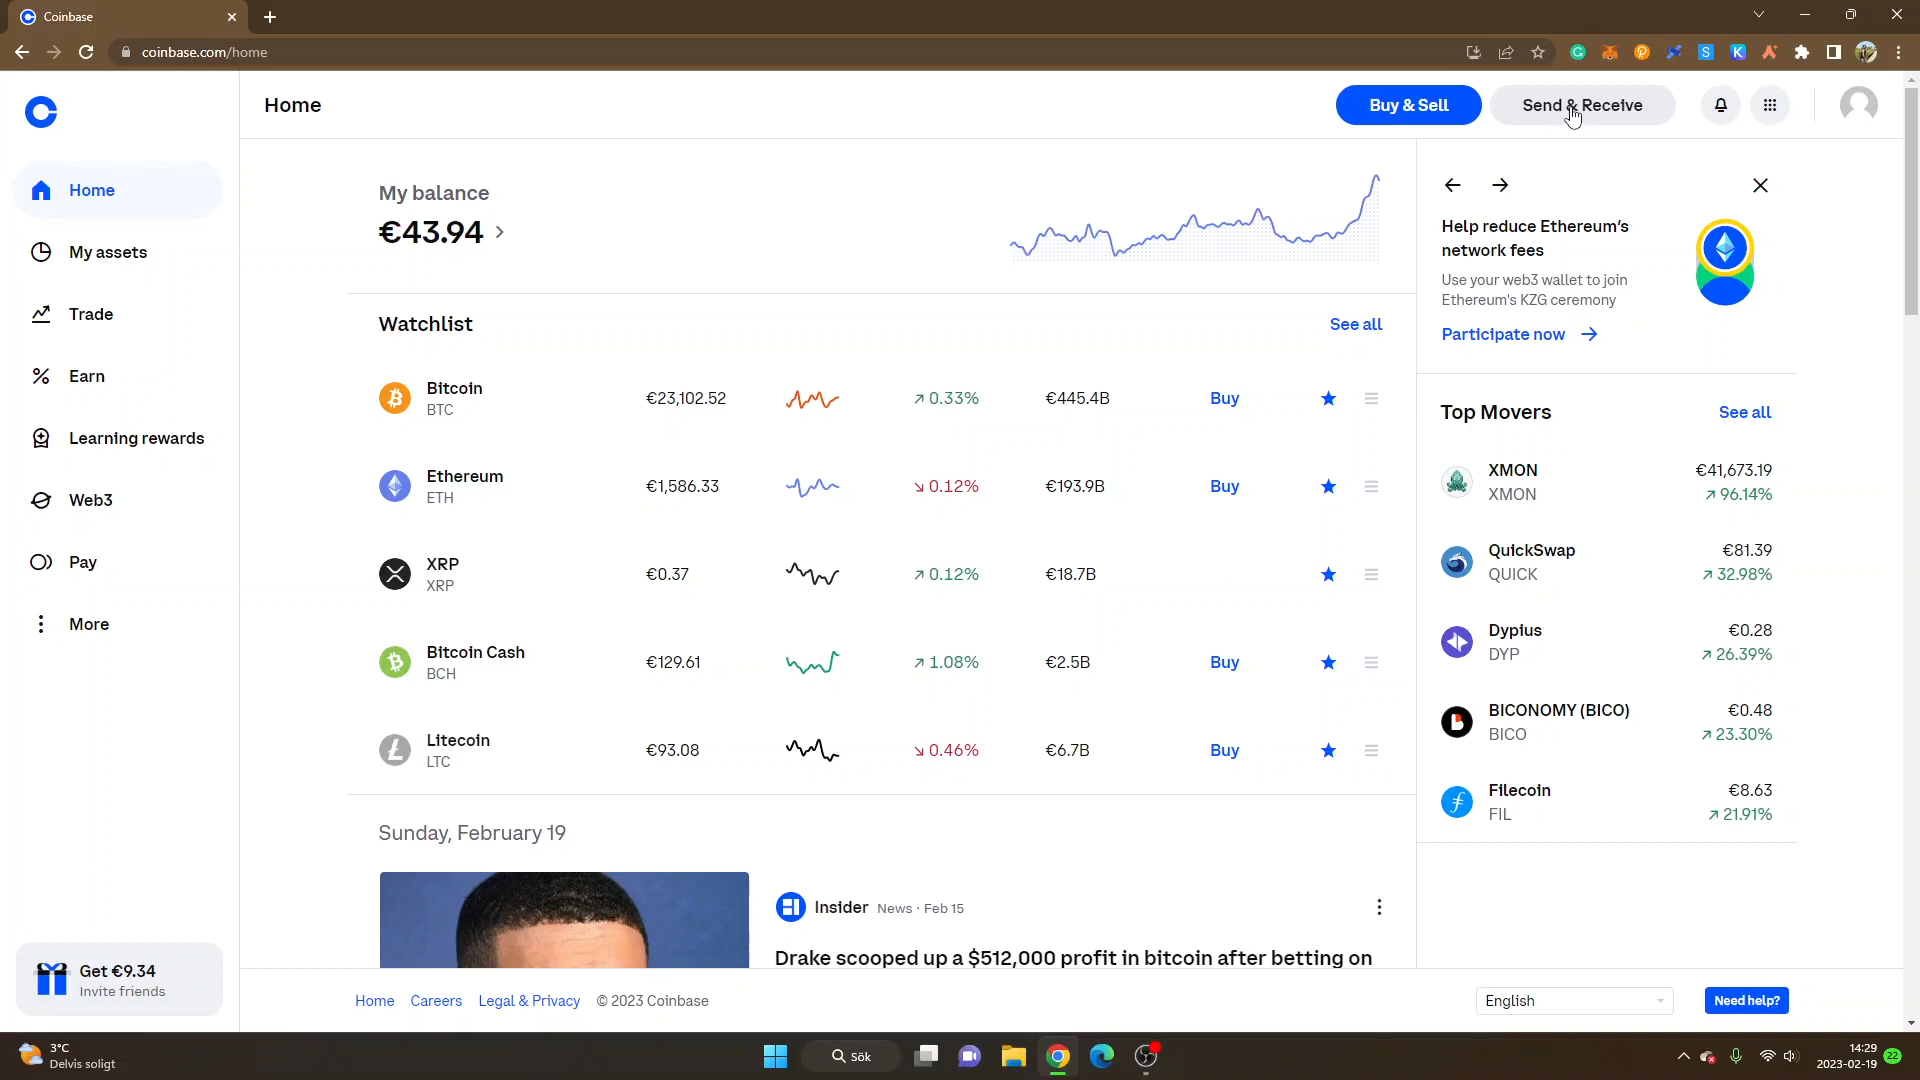 Coinbase
coinbase.com/home
Home
Buy & Sell
Send & Receive
Home
My assets
Trade
Earn
Learning rewards
Web3
Pay
More
Get €9.34
Invite friends
My balance
€43.94
Watchlist
See all
Bitcoin
BTC
€23,102.52
↗ 0.33%
€445.4B
Buy
Ethereum
ETH
€1,586.33
↘ 0.12%
€193.9B
Buy
XRP
XRP
€0.37
↗ 0.12%
€18.7B
Bitcoin Cash
BCH
€129.61
↗ 1.08%
€2.5B
Buy
Litecoin
LTC
€93.08
↘ 0.46%
€6.7B
Buy
Sunday, February 19
Insider News · Feb 15
Drake scooped up a $512,000 profit in bitcoin after betting on
Help reduce Ethereum's
network fees
Use your web3 wallet to join
Ethereum's KZG ceremony
Participate now →
Top Movers
See all
XMON
XMON
€41,673.19
↗ 96.14%
QuickSwap
QUICK
€81.39
↗ 32.98%
Dypius
DYP
€0.28
↗ 26.39%
BICONOMY (BICO)
BICO
€0.48
↗ 23.30%
Filecoin
FIL
€8.63
↗ 21.91%
Home Careers Legal & Privacy © 2023 Coinbase
English
Need help?
3°C
Delvis soligt
Sök
14:29
2023-02-19
22